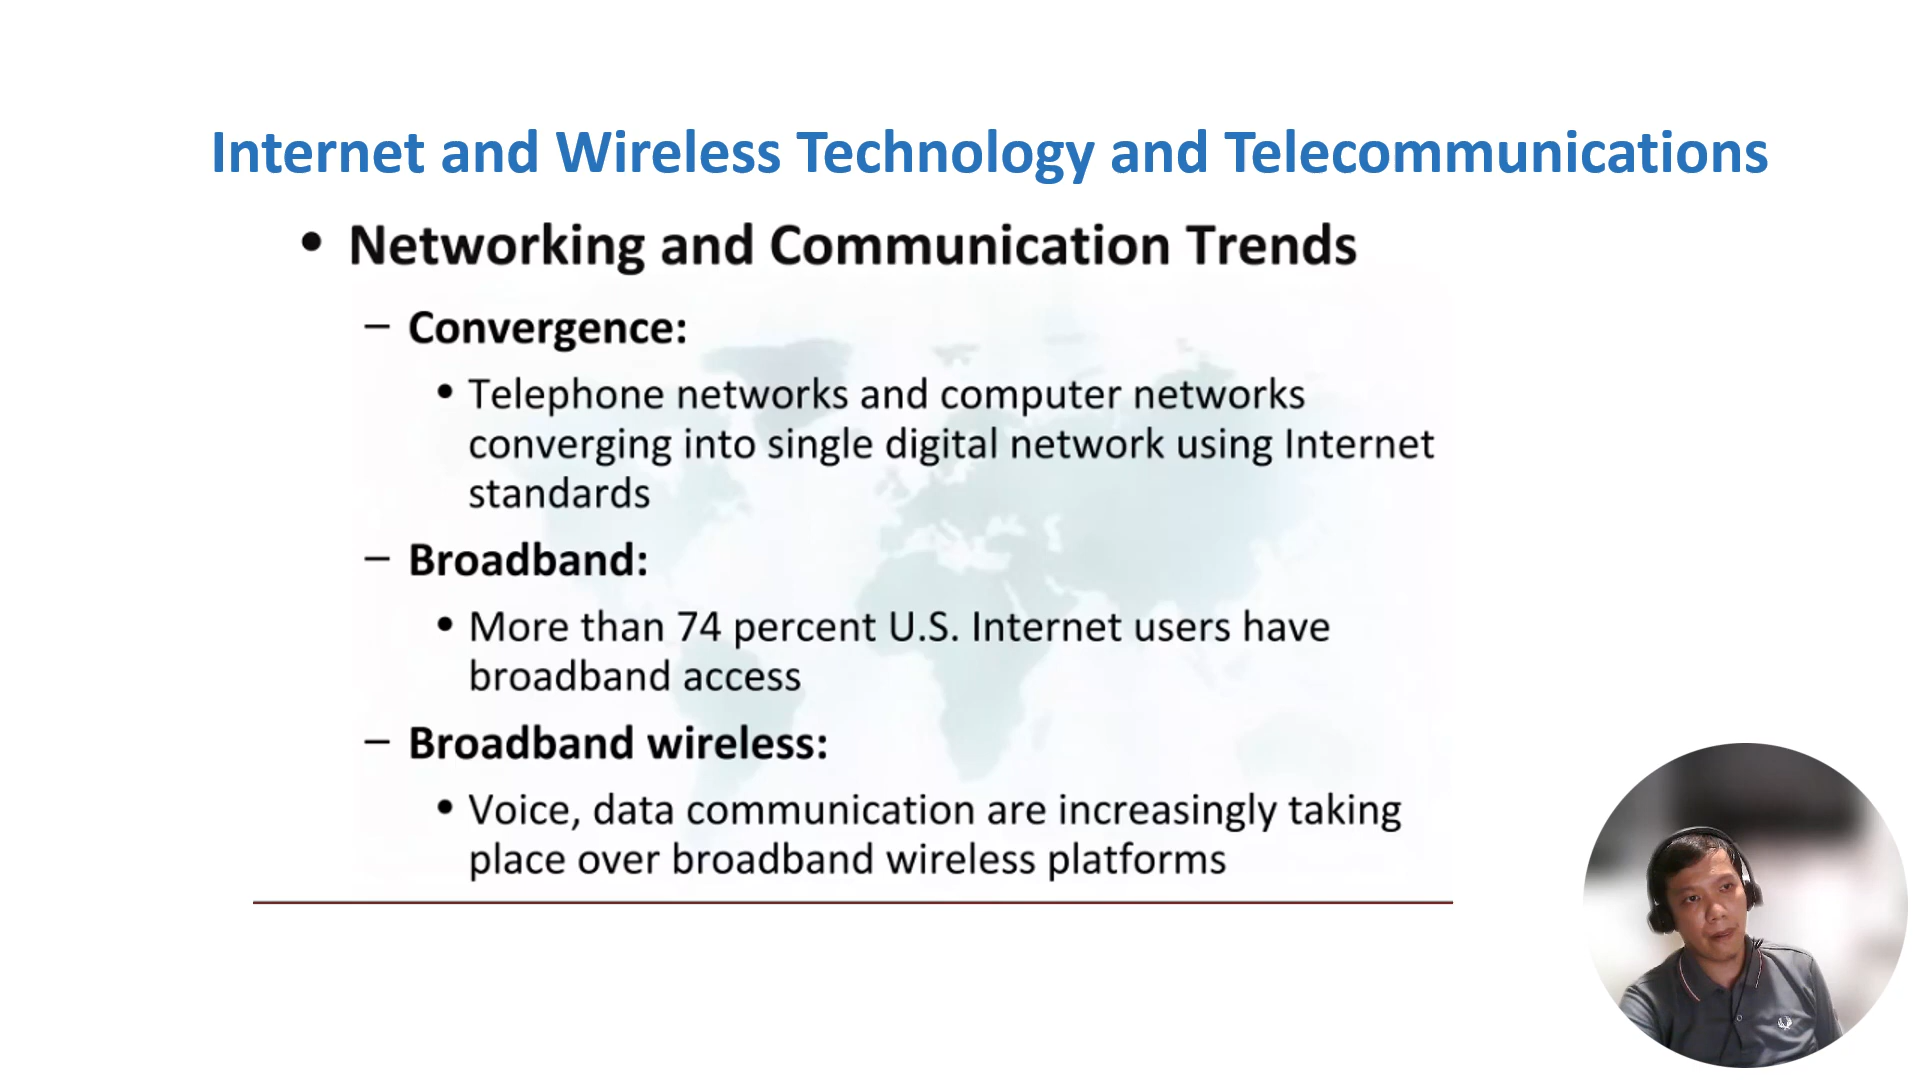 Internet and Wireless Technology and Telecommunications
• Networking and Communication Trends
– Convergence:
• Telephone networks and computer networks
converging into single digital network using Internet
standards
– Broadband:
• More than 74 percent U.S. Internet users have
broadband access
– Broadband wireless:
• Voice, data communication are increasingly taking
place over broadband wireless platforms